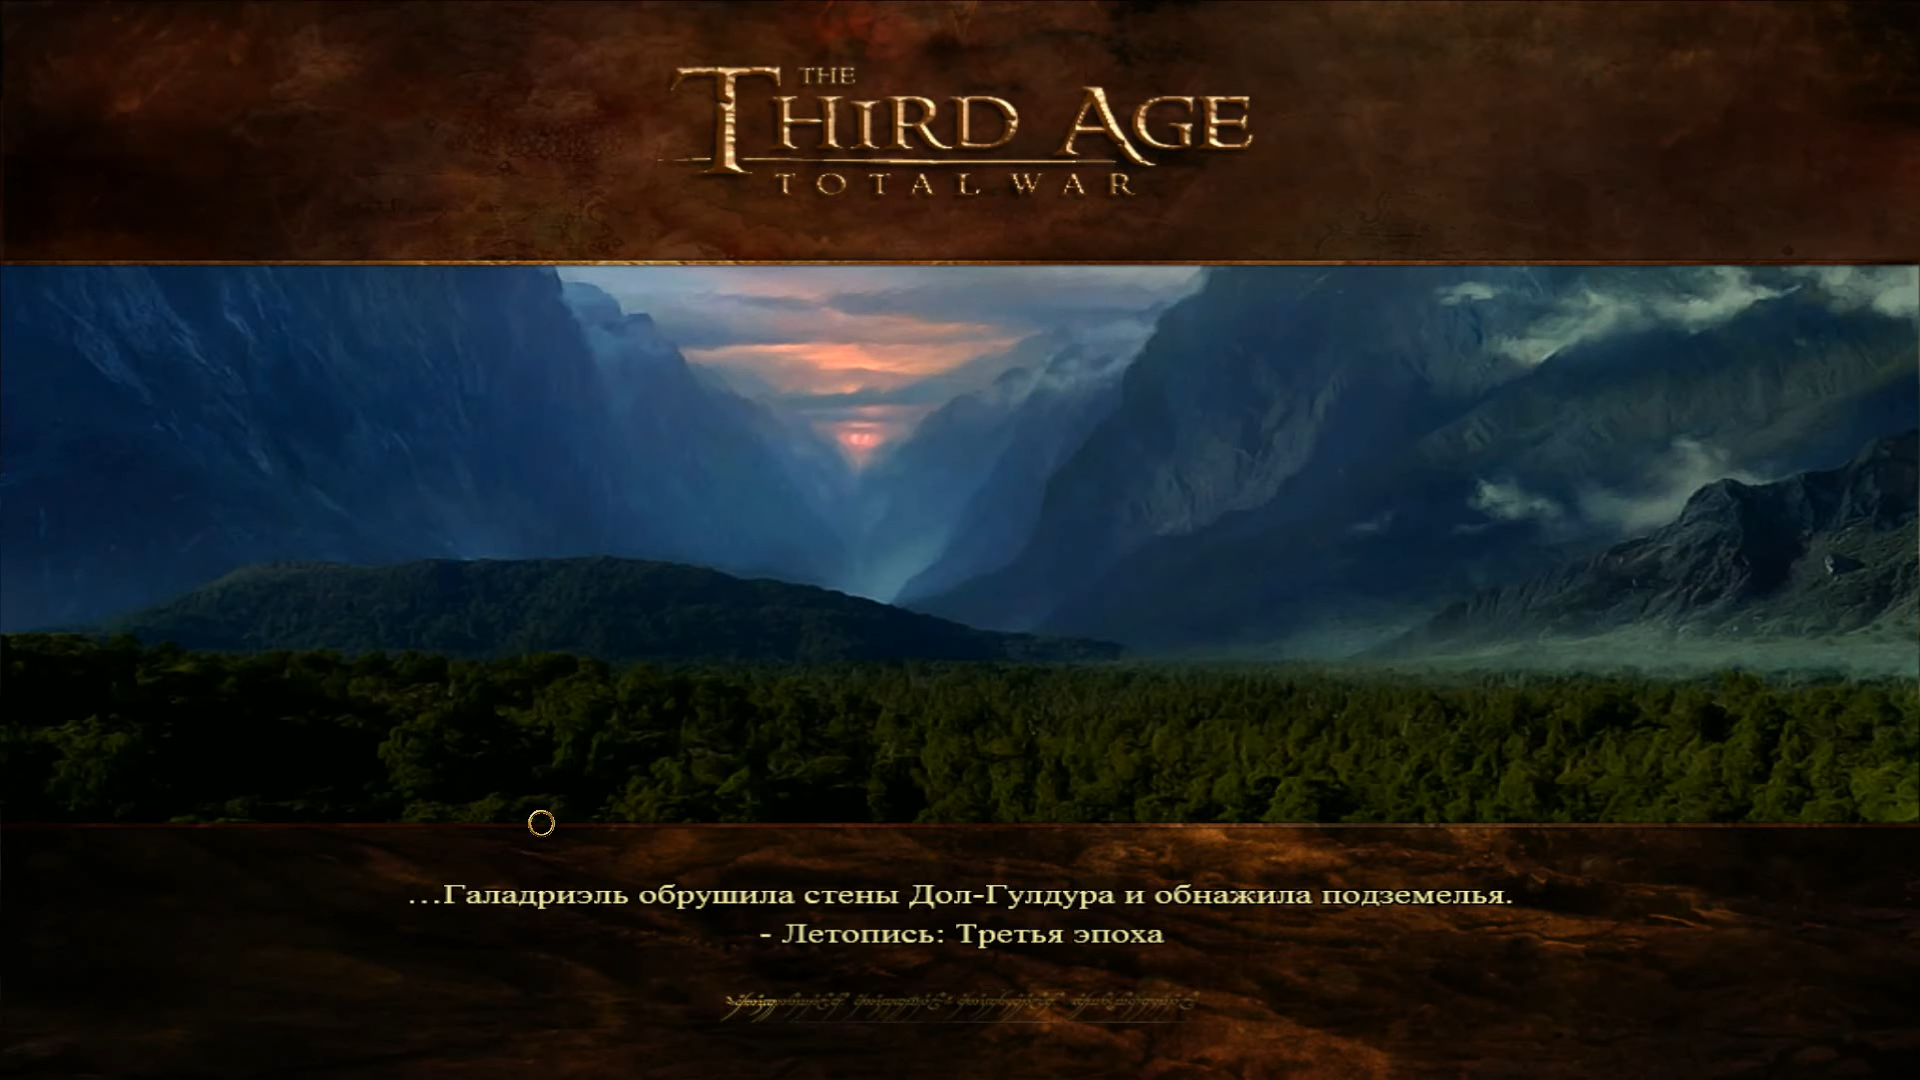 THE
THIRD AGE
TOTAL WAR
...Галадриэль обрушила стены Дол-Гулдура и обнажила подземелья.
- Летопись: Третья эпоха